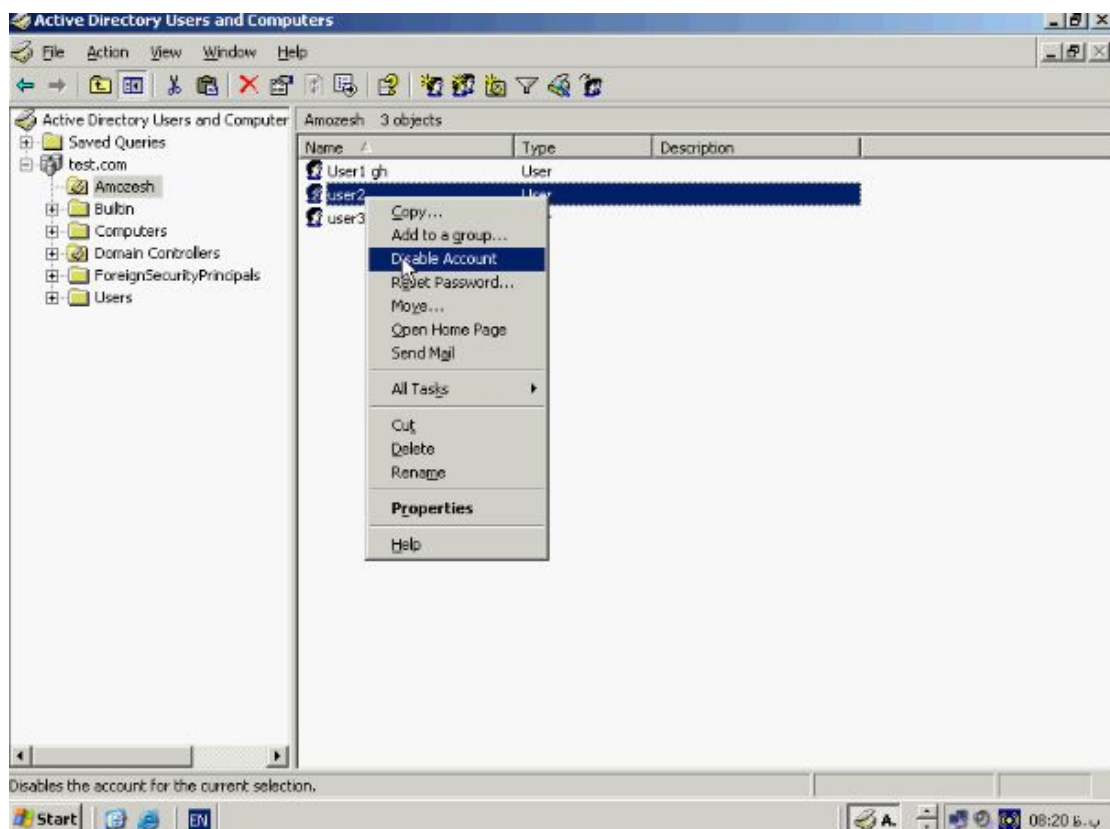 Active Directory Users and Computers
File Action View Window Help
Active Directory Users and Computer
Saved Queries
test.com
Amozesh
Builtin
Computers
Domain Controllers
ForeignSecurityPrincipals
Users
Amozesh 3 objects
Name Type Description
User1 gh User
user2 User
user3
Copy...
Add to a group...
Disable Account
Reset Password...
Move...
Open Home Page
Send Mail
All Tasks
Cut
Delete
Rename
Properties
Help
Disables the account for the current selection.
Start EN A. 08:20 ب.ظ